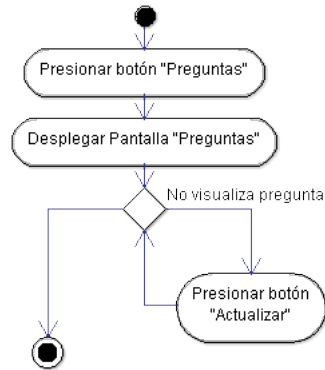 Presionar botón "Preguntas"
Desplegar Pantalla "Preguntas"
No visualiza pregunta
Presionar botón
"Actualizar"